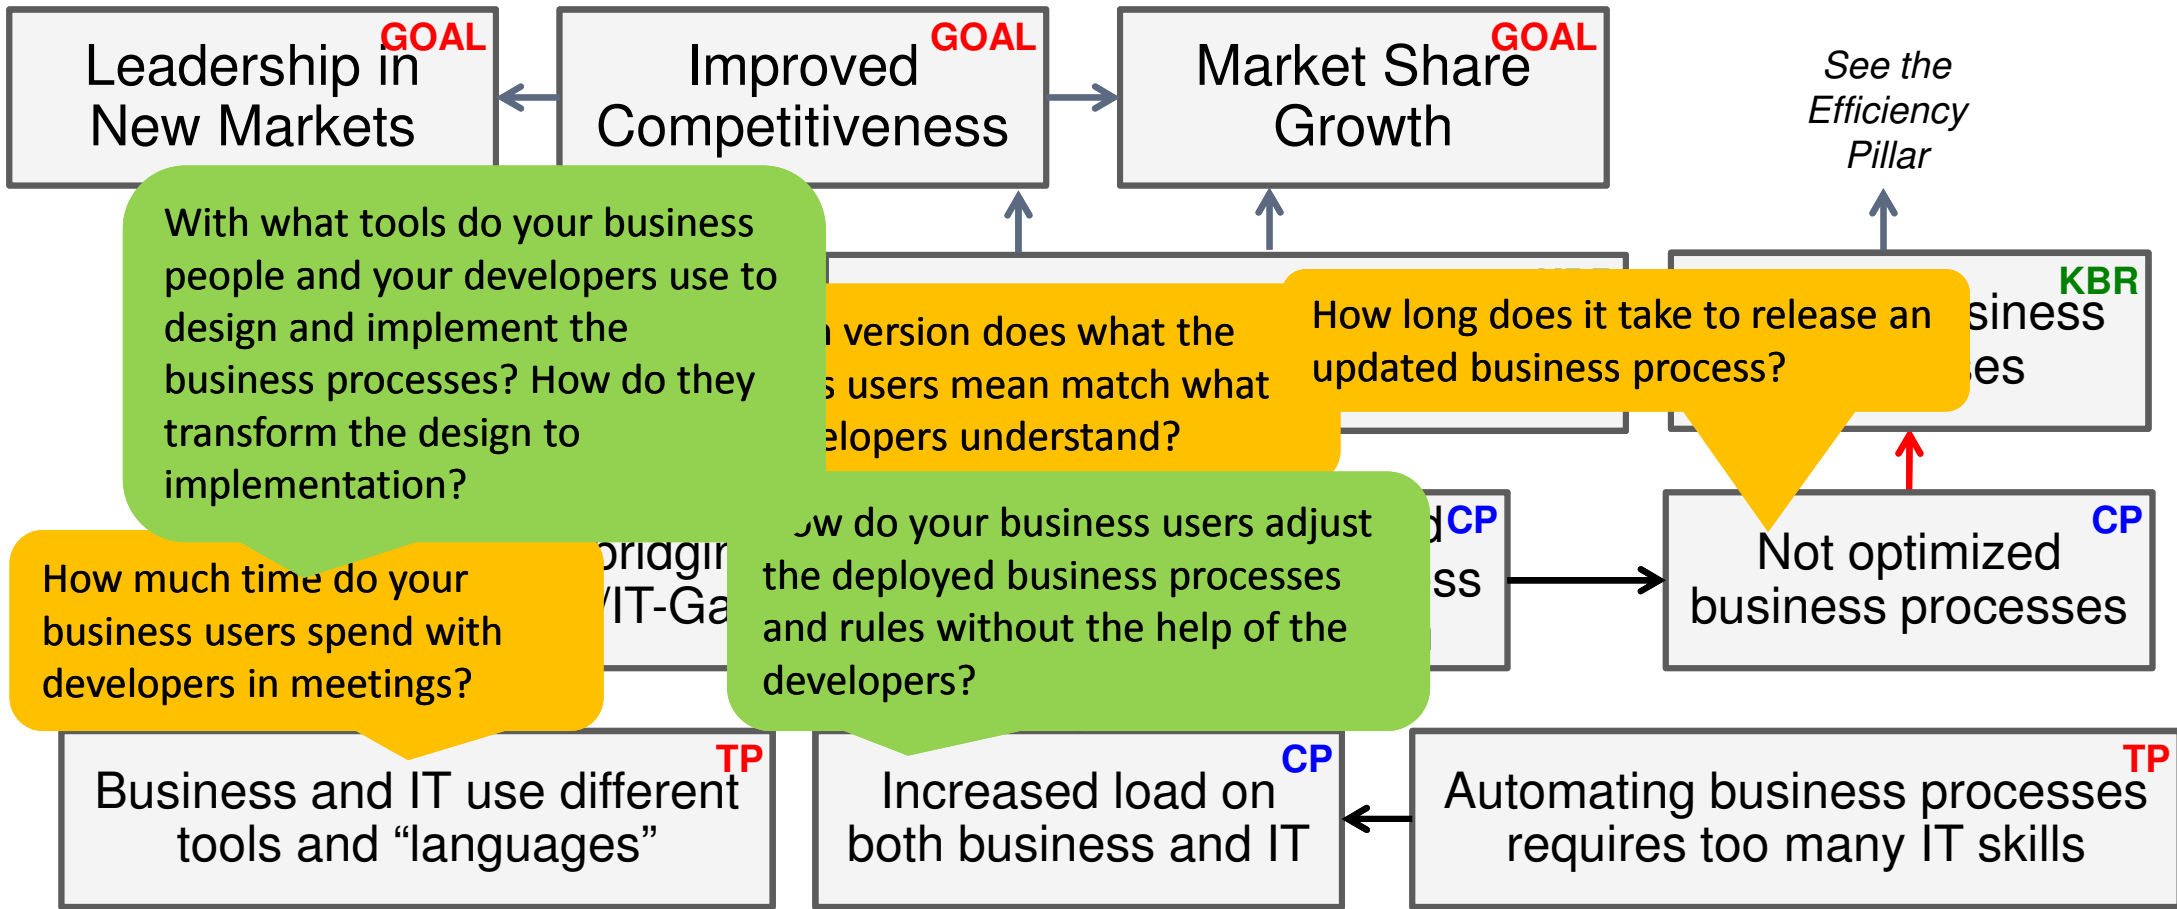 GOAL
Leadership in
New Markets
GOAL
Improved
Competitiveness
GOAL
Market Share
Growth
See the
Efficiency
Pillar
With what tools do your business
people and your developers use to
design and implement the
business processes? How do they
transform the design to
implementation?
version does what the
users mean match what
understand?
How long does it take to release an
updated business process?
KBR
How much time do your
business users spend with
developers in meetings?
do your business users adjust
the deployed business processes
and rules without the help of the
developers?
CP
CP
Not optimized
business processes
TP
Business and IT use different
tools and “languages”
CP
Increased load on
both business and IT
TP
Automating business processes
requires too many IT skills